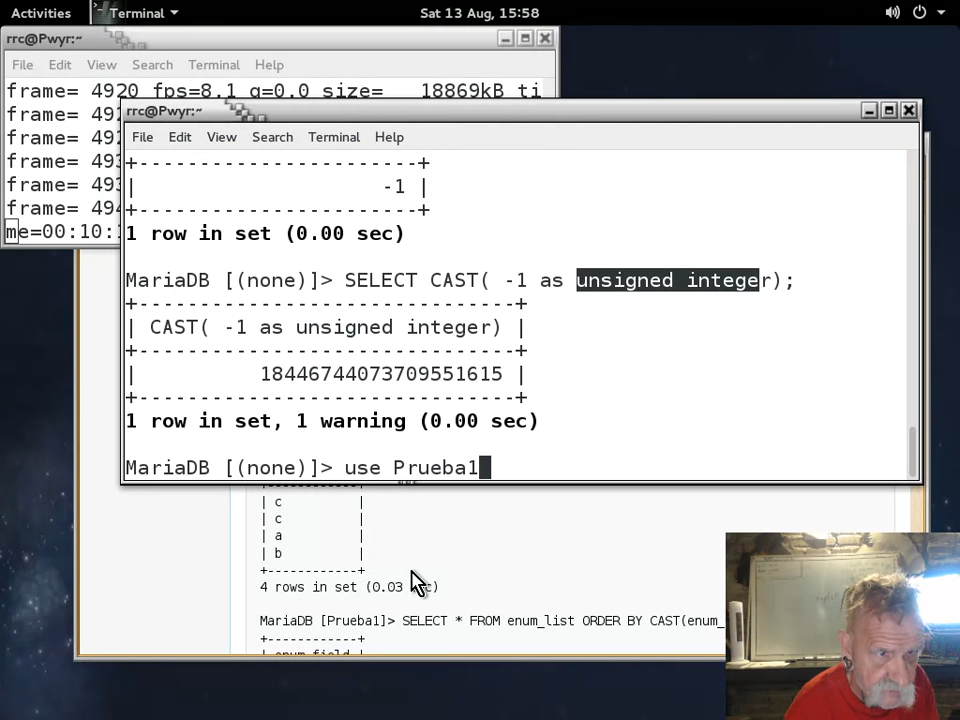 Activities
Terminal
Sat 13 Aug, 15:58
rrc@Pwyr:~
File Edit View Search Terminal Help
frame= 4920 fps=8.1 q=0.0 size= 18869kB ti
frame=
frame= 492
frame= 493
frame= 493
frame= 494
me=00:10:
rrc@Pwyr:~
File Edit View Search Terminal Help
+-----------------------+
| -1 |
+-----------------------+
1 row in set (0.00 sec)
MariaDB [(none)]> SELECT CAST( -1 as unsigned integer);
+-------------------------------+
| CAST( -1 as unsigned integer) |
+-------------------------------+
| 18446744073709551615 |
+-------------------------------+
1 row in set, 1 warning (0.00 sec)
MariaDB [(none)]> use Prueba1
| c |
| c |
| a |
| b |
+------------+
4 rows in set (0.03
MariaDB [Prueba1]> SELECT * FROM enum_list ORDER BY CAST(enum_
+------------+
| enum_field |